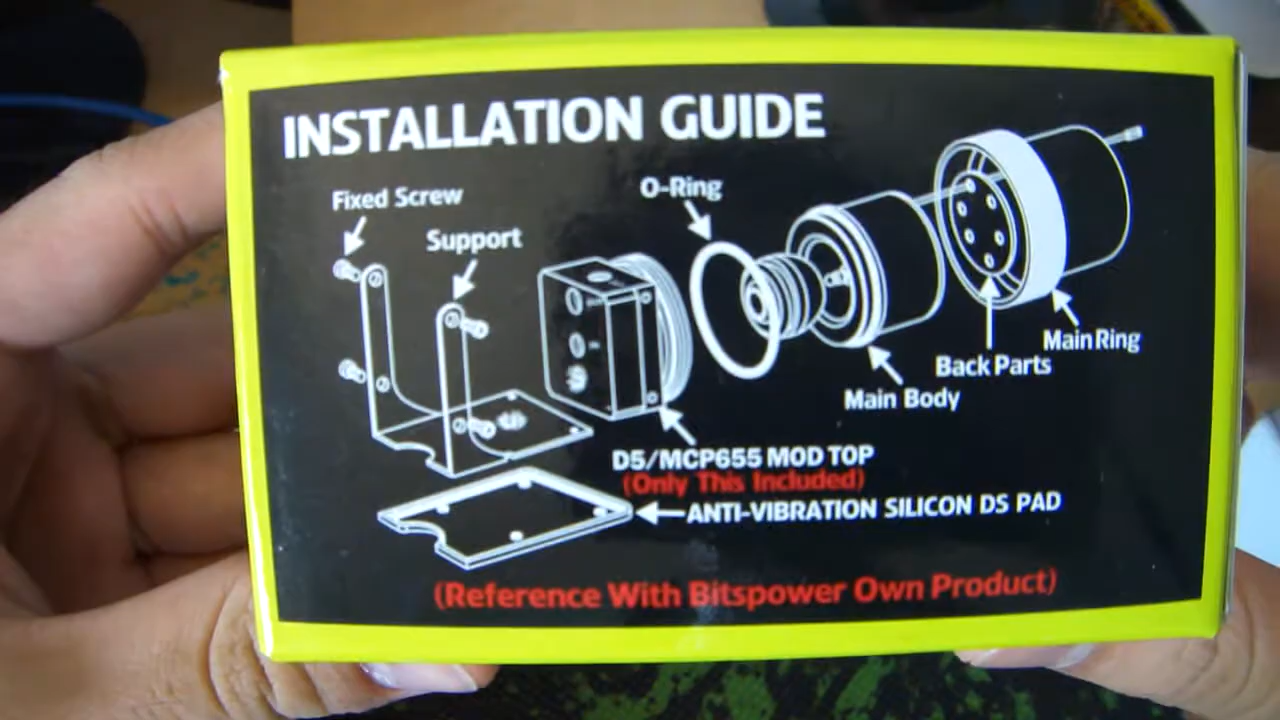 INSTALLATION GUIDE
Fixed Screw
O-Ring
Support
Main Ring
Back Parts
Main Body
D5/MCP655 MOD TOP
(Only This Included)
ANTI-VIBRATION SILICON DS PAD
(Reference With Bitspower Own Product)